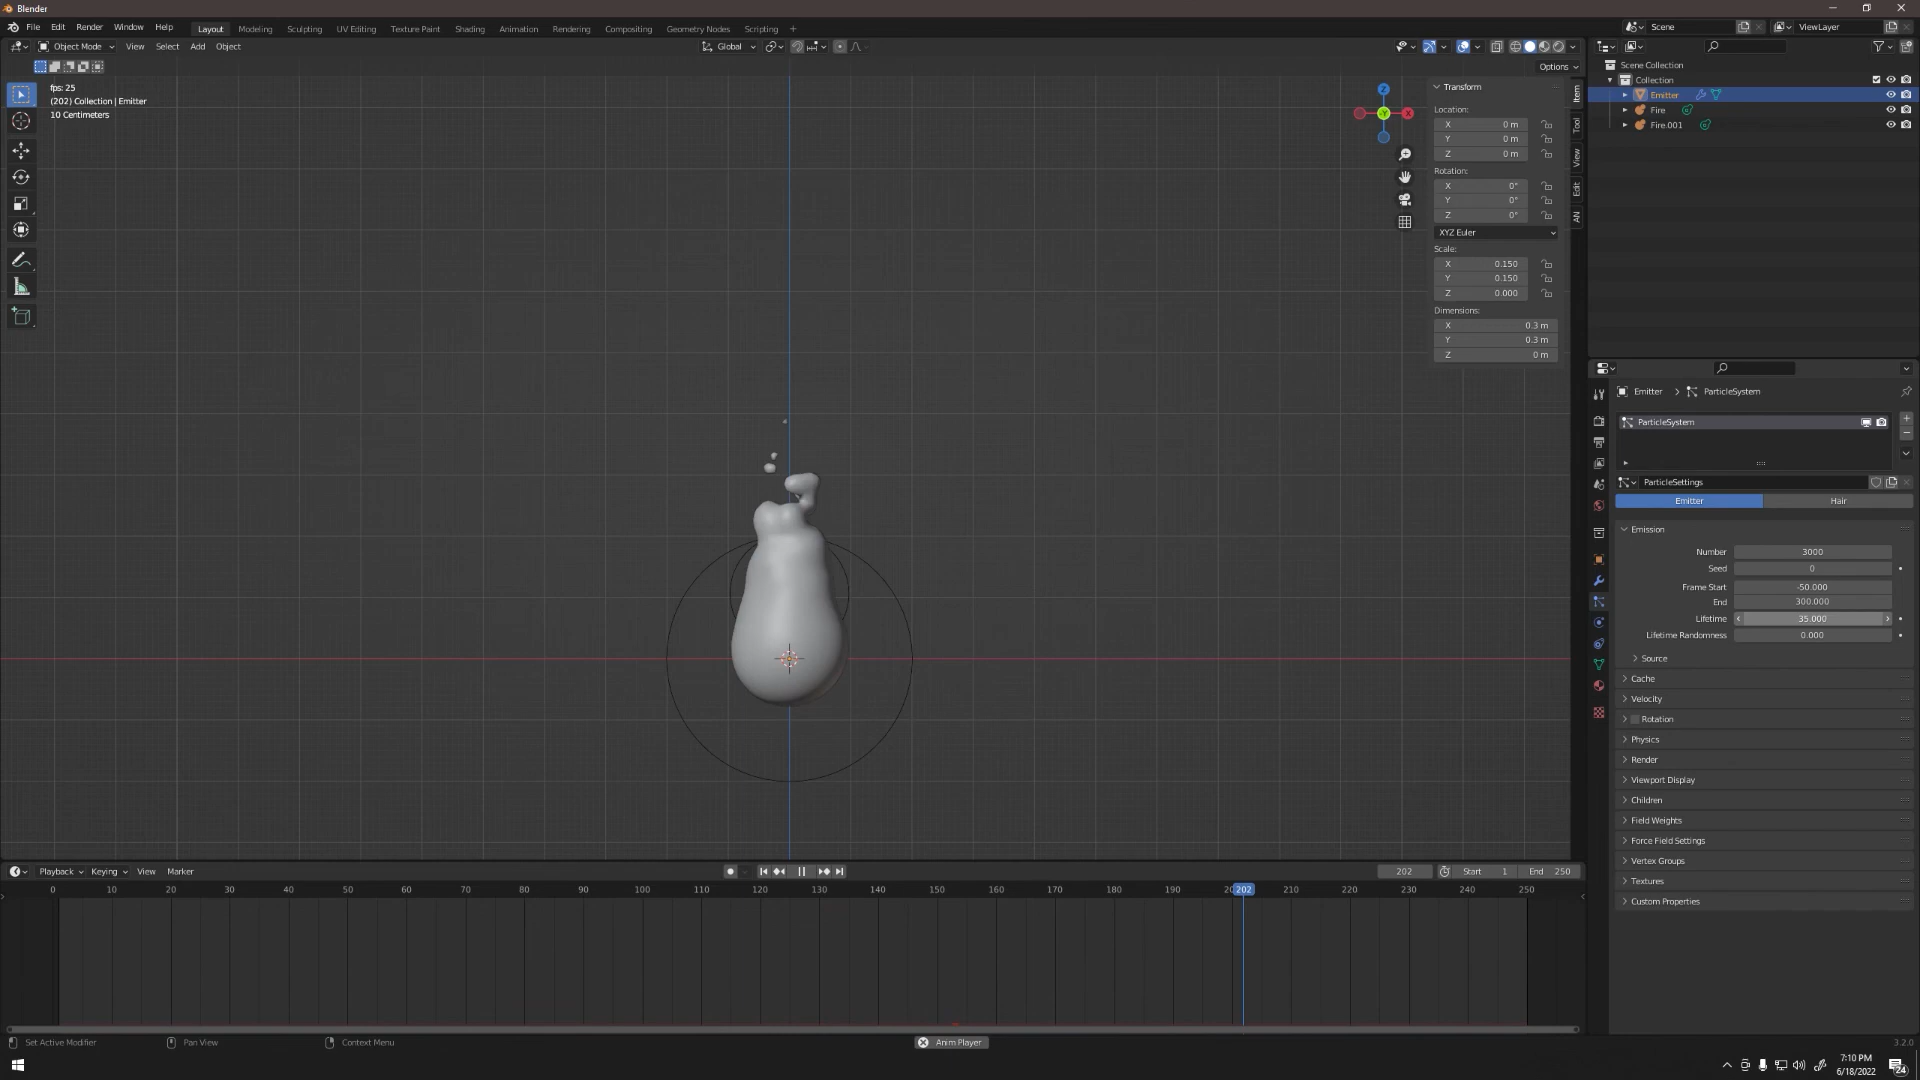 Blender
File Edit Render Window Help Layout Modeling Sculpting UV Editing Texture Paint Shading Animation Rendering Compositing Geometry Nodes Scripting + Scene ViewLayer
Object Mode View Select Add Object Global
Options
fps: 25
(202) Collection | Emitter
10 Centimeters
Z
X
Y
Transform
Location:
X 0 m
Y 0 m
Z 0 m
Rotation:
X 0°
Y 0°
Z 0°
XYZ Euler
Scale:
X 0.150
Y 0.150
Z 0.000
Dimensions:
X 0.3 m
Y 0.3 m
Z 0 m
Item
Tool
View
Edit
AN
Scene Collection
Collection
Emitter
Fire
Fire.001
Emitter > ParticleSystem
ParticleSystem
ParticleSettings
Emitter Hair
Emission
Number 3000
Seed 0
Frame Start -50.000
End 300.000
Lifetime 35.000
Lifetime Randomness 0.000
Source
Cache
Velocity
Rotation
Physics
Render
Viewport Display
Children
Field Weights
Force Field Settings
Vertex Groups
Textures
Custom Properties
Playback Keying View Marker 202 Start 1 End 250
0 10 20 30 40 50 60 70 80 90 100 110 120 130 140 150 160 170 180 190 202 210 220 230 240 250
Set Active Modifier Pan View Context Menu Anim Player 3.2.0
7:10 PM
6/18/2022
24